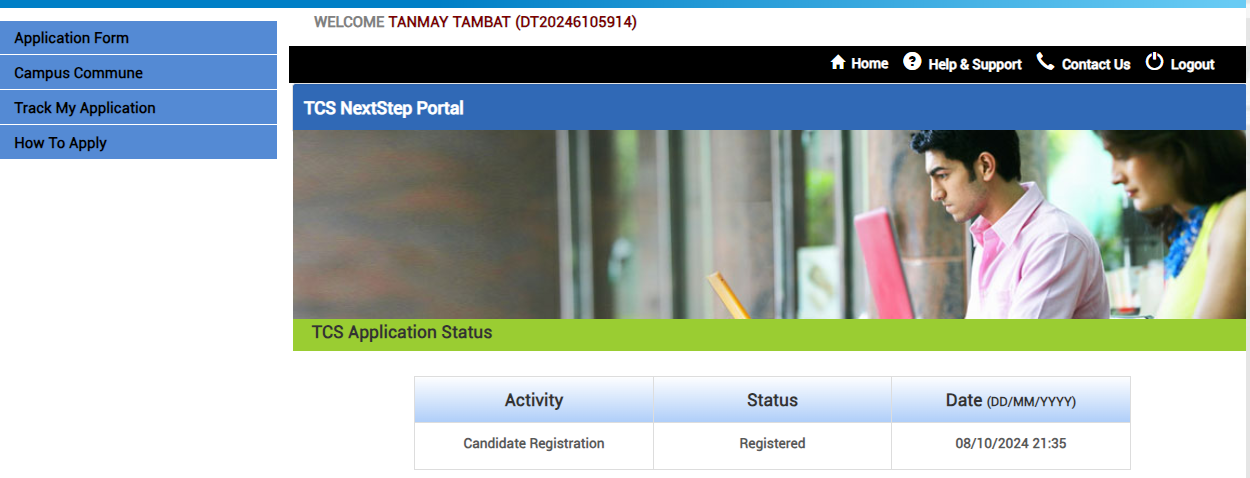 WELCOME TANMAY TAMBAT (DT20246105914)
Application Form
Campus Commune
Track My Application
How To Apply
Home Help & Support Contact Us Logout
TCS NextStep Portal
TCS Application Status
Activity Status Date (DD/MM/YYYY)
Candidate Registration Registered 08/10/2024 21:35